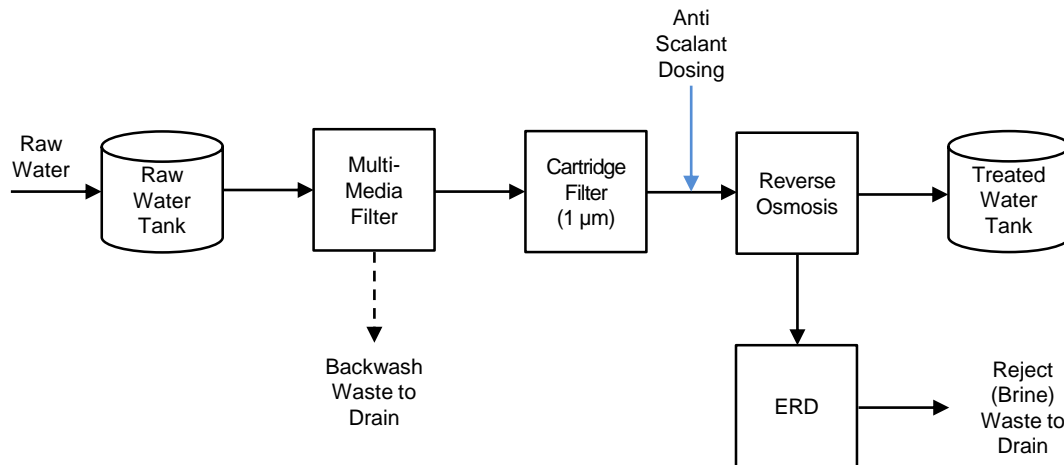 Anti
Scalant
Dosing
Raw
Water
Raw
Water
Tank
Multi-
Media
Filter
Cartridge
Filter
(1 µm)
Reverse
Osmosis
Treated
Water
Tank
Backwash
Waste to
Drain
ERD
Reject
(Brine)
Waste to
Drain